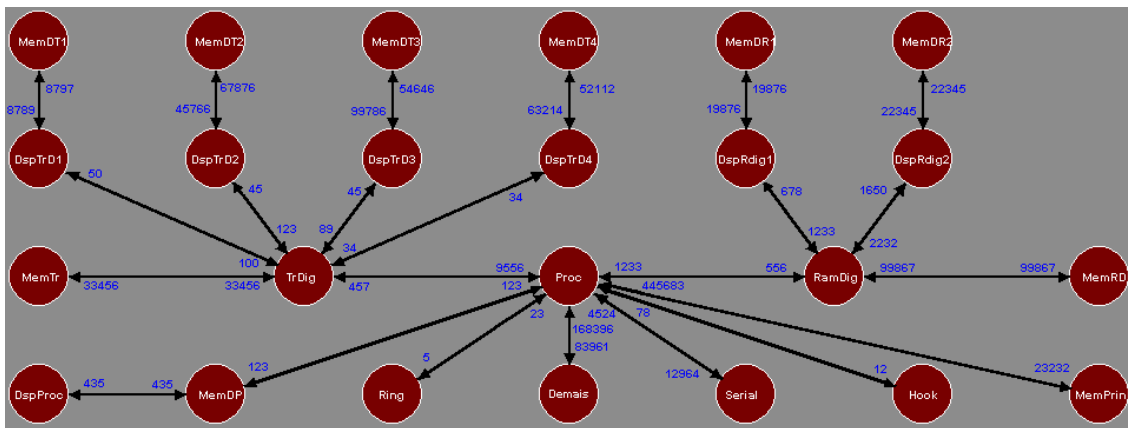 MemDT1 MemDT2 MemDT3 MemDT4 MemDR1 MemDR2
8797 67876 54646 52112 19876 22345
8789 45766 99786 63214 19876 22345
DspTrD1 DspTrD2 DspTrD3 DspTrD4 DspRdig1 DspRdig2
50 45 45 34 678 1650
123 89 34 1233 2232
100 9556 1233 556 99867 99867
MemTr TrDig Proc RamDig MemRD
33456 33456 457 123 445683
23 4524 78
168396
83961
123 5 12964 12 23232
435 435
DspProc MemDP Ring Demais Serial Hook MemPrin